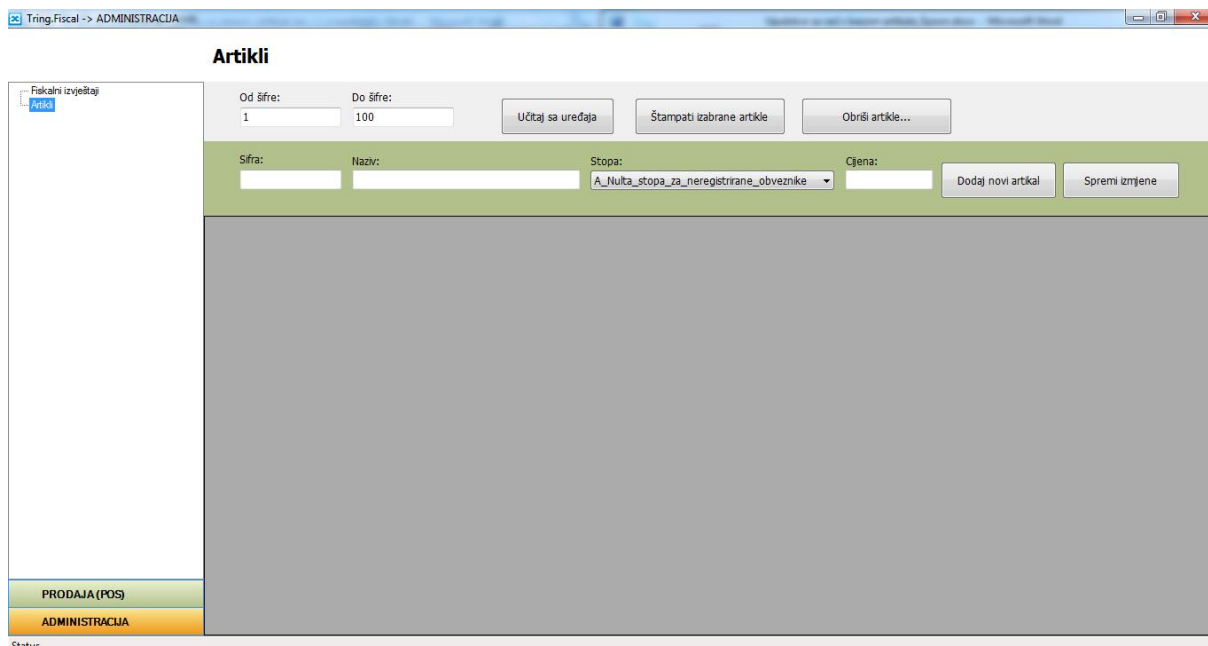 Tring.Fiscal -> ADMINISTRACIJA
Artikli
Fiskalni izvještaji
Artikli
Od šifre:
Do šifre:
1
100
Učitaj sa uređaja
Štampati izabrane artikle
Obriši artikle...
Sifra:
Naziv:
Stopa:
Cijena:
A_Nulta_stopa_za_neregistrirane_obveznike
Dodaj novi artikal
Spremi izmjene
PRODAJA (POS)
ADMINISTRACIJA
Status